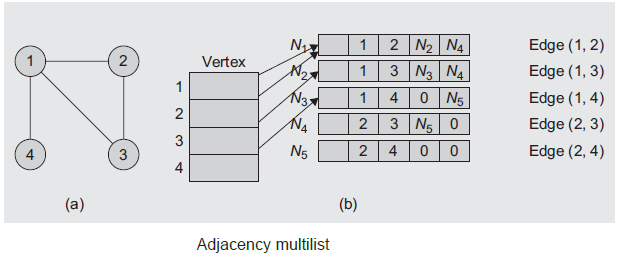 1 2
4 3
(a)
Vertex
1
2
3
4
N₁ 1 2 N₂ N₄ Edge (1, 2)
N₂ 1 3 N₃ N₄ Edge (1, 3)
N₃ 1 4 0 N₅ Edge (1, 4)
N₄ 2 3 N₅ 0 Edge (2, 3)
N₅ 2 4 0 0 Edge (2, 4)
(b)
Adjacency multilist